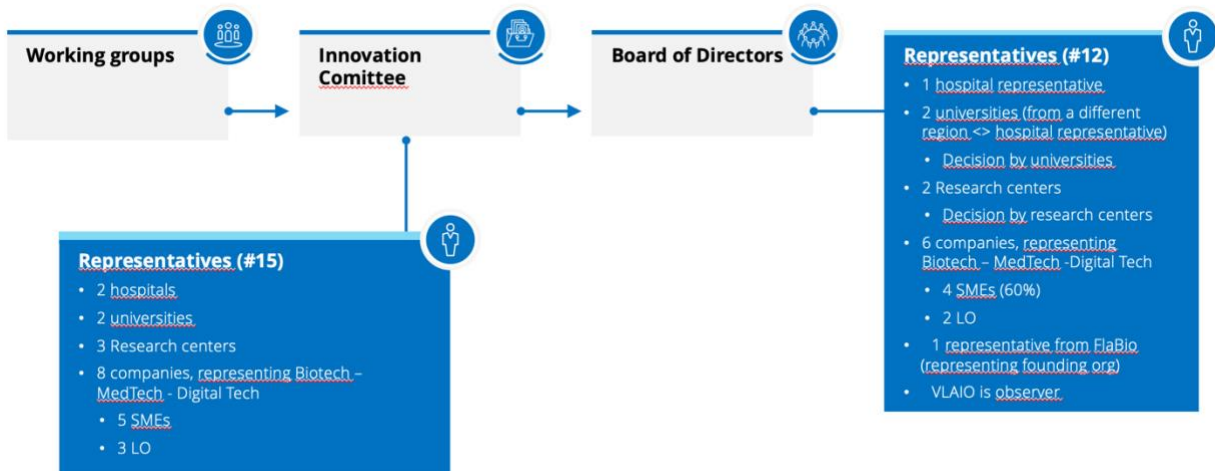 Working groups
Innovation
Comittee
Board of Directors
Representatives (#12)
• 1 hospital representative
• 2 universities (from a different
region <> hospital representative)
• Decision by universities
• 2 Research centers
• Decision by research centers
• 6 companies, representing
Biotech – MedTech -Digital Tech
• 4 SMEs (60%)
• 2 LO
• 1 representative from FlaBio
(representing founding org)
• VLAIO is observer
Representatives (#15)
• 2 hospitals
• 2 universities
• 3 Research centers
• 8 companies, representing Biotech –
MedTech - Digital Tech
• 5 SMEs
• 3 LO